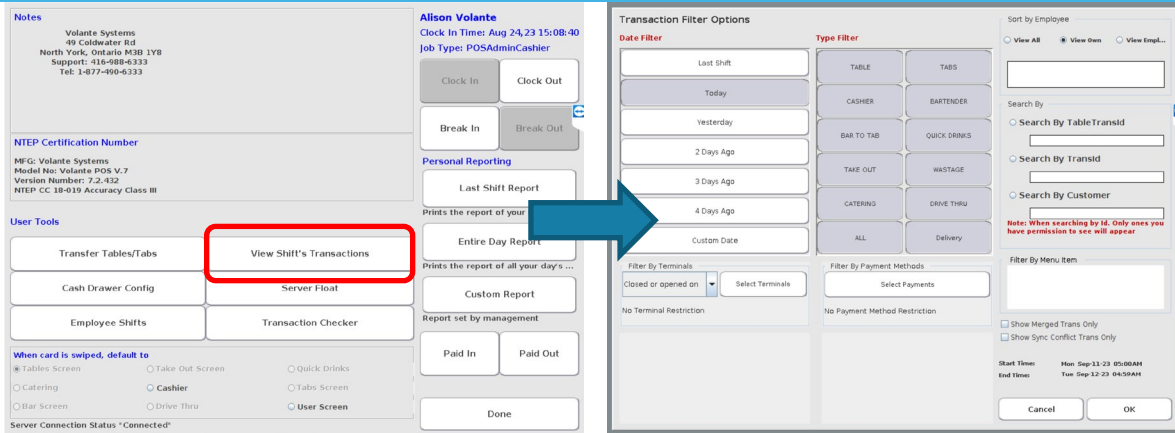 Notes
Volante Systems
49 Coldwater Rd
North York, Ontario M3B 1Y8
Support: 416-988-6333
Tel: 1-877-490-6333
NTEP Certification Number
MFG: Volante Systems
Model No: Volante POS V.7
Version Number: 7.2.432
NTEP CC 18-019 Accuracy Class III
User Tools
Transfer Tables/Tabs
View Shift's Transactions
Cash Drawer Config
Server Float
Employee Shifts
Transaction Checker
When card is swiped, default to
Tables Screen
Take Out Screen
Quick Drinks
Catering
Cashier
Tabs Screen
Bar Screen
Drive Thru
User Screen
Server Connection Status "Connected"
Alison Volante
Clock In Time: Aug 24,23 15:08:40
Job Type: POSAdminCashier
Clock In
Clock Out
Break In
Break Out
Personal Reporting
Last Shift Report
Prints the report of your
Entire Day Report
Prints the report of all your day's ...
Custom Report
Report set by management
Paid In
Paid Out
Done
Transaction Filter Options
Date Filter
Last Shift
Today
Yesterday
2 Days Ago
3 Days Ago
4 Days Ago
Custom Date
Type Filter
TABLE
TABS
CASHIER
BARTENDER
BAR TO TAB
QUICK DRINKS
TAKE OUT
WASTAGE
CATERING
DRIVE THRU
ALL
Delivery
Filter By Terminals
Closed or opened on
Select Terminals
No Terminal Restriction
Filter By Payment Methods
Select Payments
No Payment Method Restriction
Sort by Employee
View All
View Own
View Empl...
Search By
Search By TableTransId
Search By TransId
Search By Customer
Note: When searching by Id. Only ones you
have permission to see will appear
Filter By Menu Item
Show Merged Trans Only
Show Sync Conflict Trans Only
Start Time: Mon Sep-11-23 05:00AM
End Time: Tue Sep-12-23 04:59AM
Cancel
OK